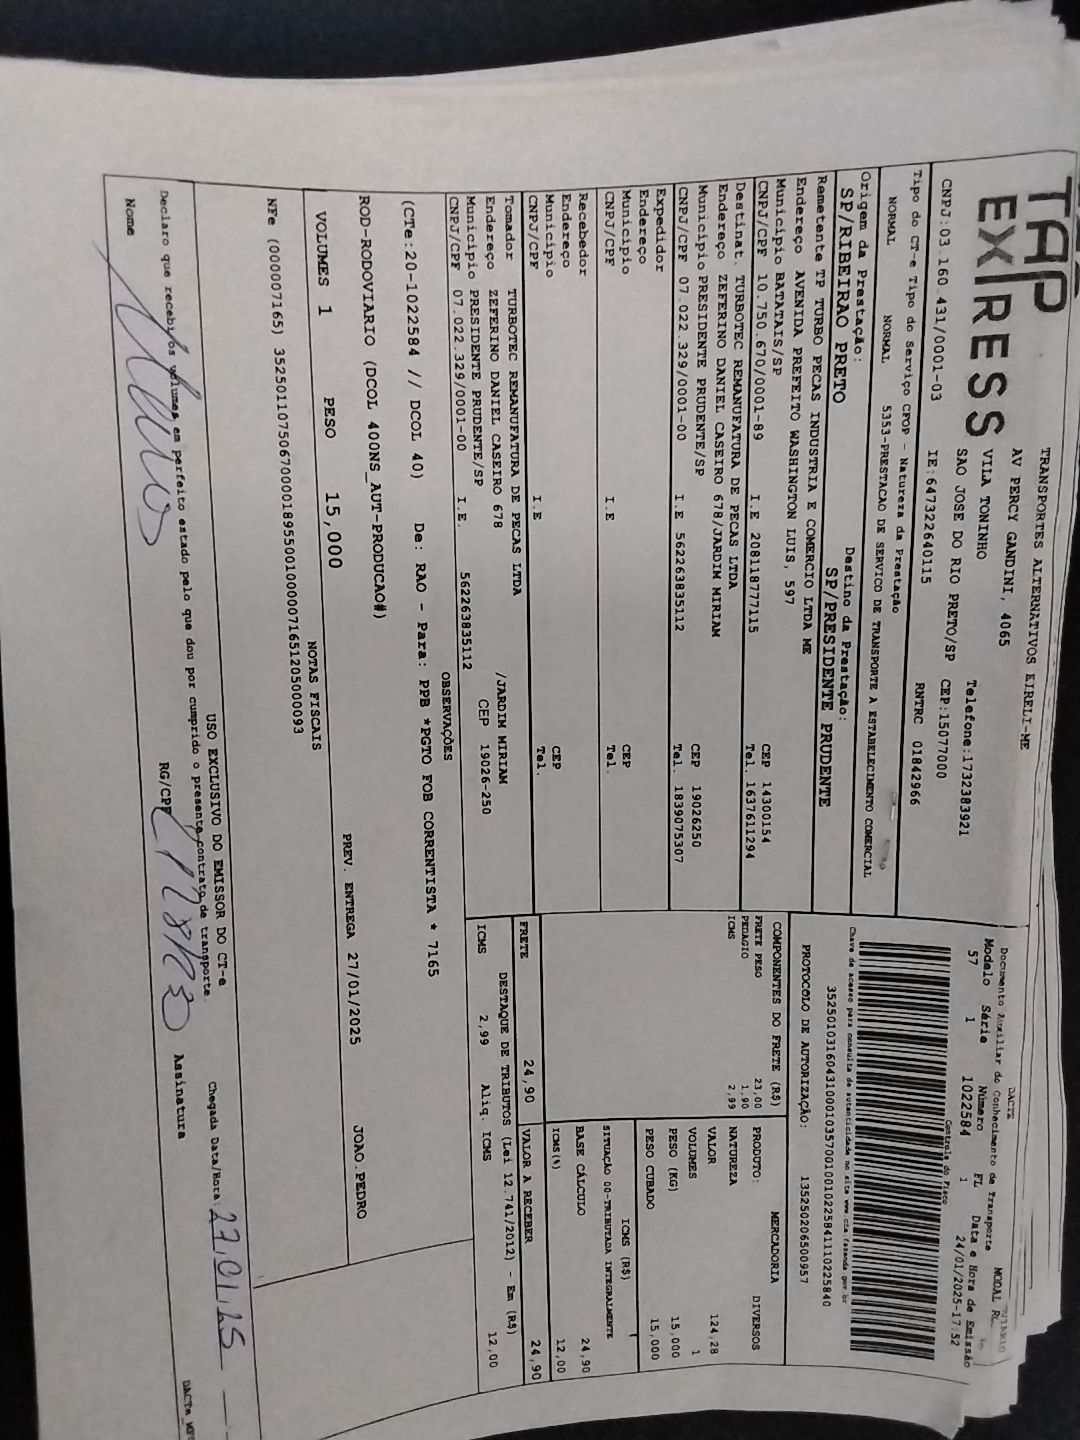 TAP
EXPRESS
TRANSPORTES ALTERNATIVOS EIRELI-ME
AV PERCY GANDINI, 4065
VILA TONINHO
SAO JOSE DO RIO PRETO/SP
Telefone:1732383921
CEP:15077000
CNPJ:03.160.431/0001-03 IE:647322640115 RNTRC 01842966
Tipo do CT-e Tipo do Serviço CFOP - Natureza da Prestação
NORMAL NORMAL 5353-PRESTACAO DE SERVICO DE TRANSPORTE A ESTABELECIMENTO COMERCIAL
Origem da Prestação: Destino da Prestação:
SP/RIBEIRAO PRETO SP/PRESIDENTE PRUDENTE
Remetente TP TURBO PECAS INDUSTRIA E COMERCIO LTDA ME
Endereço AVENIDA PREFEITO WASHINGTON LUIS, 597
Municipio BATATAIS/SP CEP 14300154
CNPJ/CPF 10.750.670/0001-89 I.E 208118777115 Tel. 1637611294
Destinat. TURBOTEC REMANUFATURA DE PECAS LTDA
Endereço ZEFERINO DANIEL CASEIRO 678/JARDIM MIRIAM
Municipio PRESIDENTE PRUDENTE/SP CEP 19026250
CNPJ/CPF 07.022.329/0001-00 I.E 562263835112 Tel. 1839075307
Expedidor
Endereço
Municipio CEP
CNPJ/CPF I.E Tel.
Recebedor
Endereço
Municipio CEP
CNPJ/CPF I.E Tel.
Tomador TURBOTEC REMANUFATURA DE PECAS LTDA
Endereço ZEFERINO DANIEL CASEIRO 678 /JARDIM MIRIAM
Municipio PRESIDENTE PRUDENTE/SP CEP 19026-250
CNPJ/CPF 07.022.329/0001-00 I.E. 562263835112
DACTE
Documento Auxiliar do Conhecimento de Transporte MODAL
Modelo Série Número FL Data e Hora de Emissão
57 1 1022584 1 24/01/2025-17:52
Controle do Fisco
Chave de acesso para consulta de autenticidade no site www.cte.fazenda.gov.br
35250103160431000103570010010225841110225840
PROTOCOLO DE AUTORIZAÇÃO: 135250206500957
COMPONENTES DO FRETE (R$)
FRETE PESO 23,00
PEDAGIO 1,90
ICMS 2,99
MERCADORIA
PRODUTO: DIVERSOS
NATUREZA
VALOR 124,28
VOLUMES 1
PESO (KG) 15,000
PESO CUBADO 15,000
ICMS (R$)
SITUAÇÃO 00-TRIBUTADA INTEGRALMENTE
BASE CÁLCULO 24,90
ICMS(%) 12,00
FRETE 24,90 VALOR A RECEBER 24,90
DESTAQUE DE TRIBUTOS (Lei 12.741/2012) - Em (R$)
ICMS 2,99 Aliq. ICMS 12,00
OBSERVAÇÕES
(CTe:20-1022584 // DCOL 40) De: RAO - Para: PPB *PGTO FOB CORRENTISTA * 7165
ROD-RODOVIARIO (DCOL 400NS_AUT-PRODUCAO#)
PREV. ENTREGA 27/01/2025 JOAO.PEDRO
VOLUMES 1 PESO 15,000
NOTAS FISCAIS
NFe (000007165) 35250110750670000189550010000071651205000093
USO EXCLUSIVO DO EMISSOR DO CT-e
Declaro que recebi os volumes em perfeito estado pelo que dou por cumprido o presente contrato de transporte.
Chegada Data/Hora: 27.01.25
Nome RG/CPF Assinatura